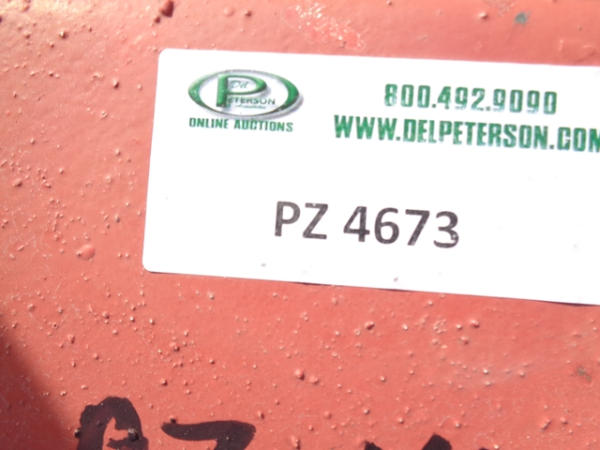 Del
PETERSON
ONLINE AUCTIONS
800.492.9090
WWW.DELPETERSON.COM
PZ 4673